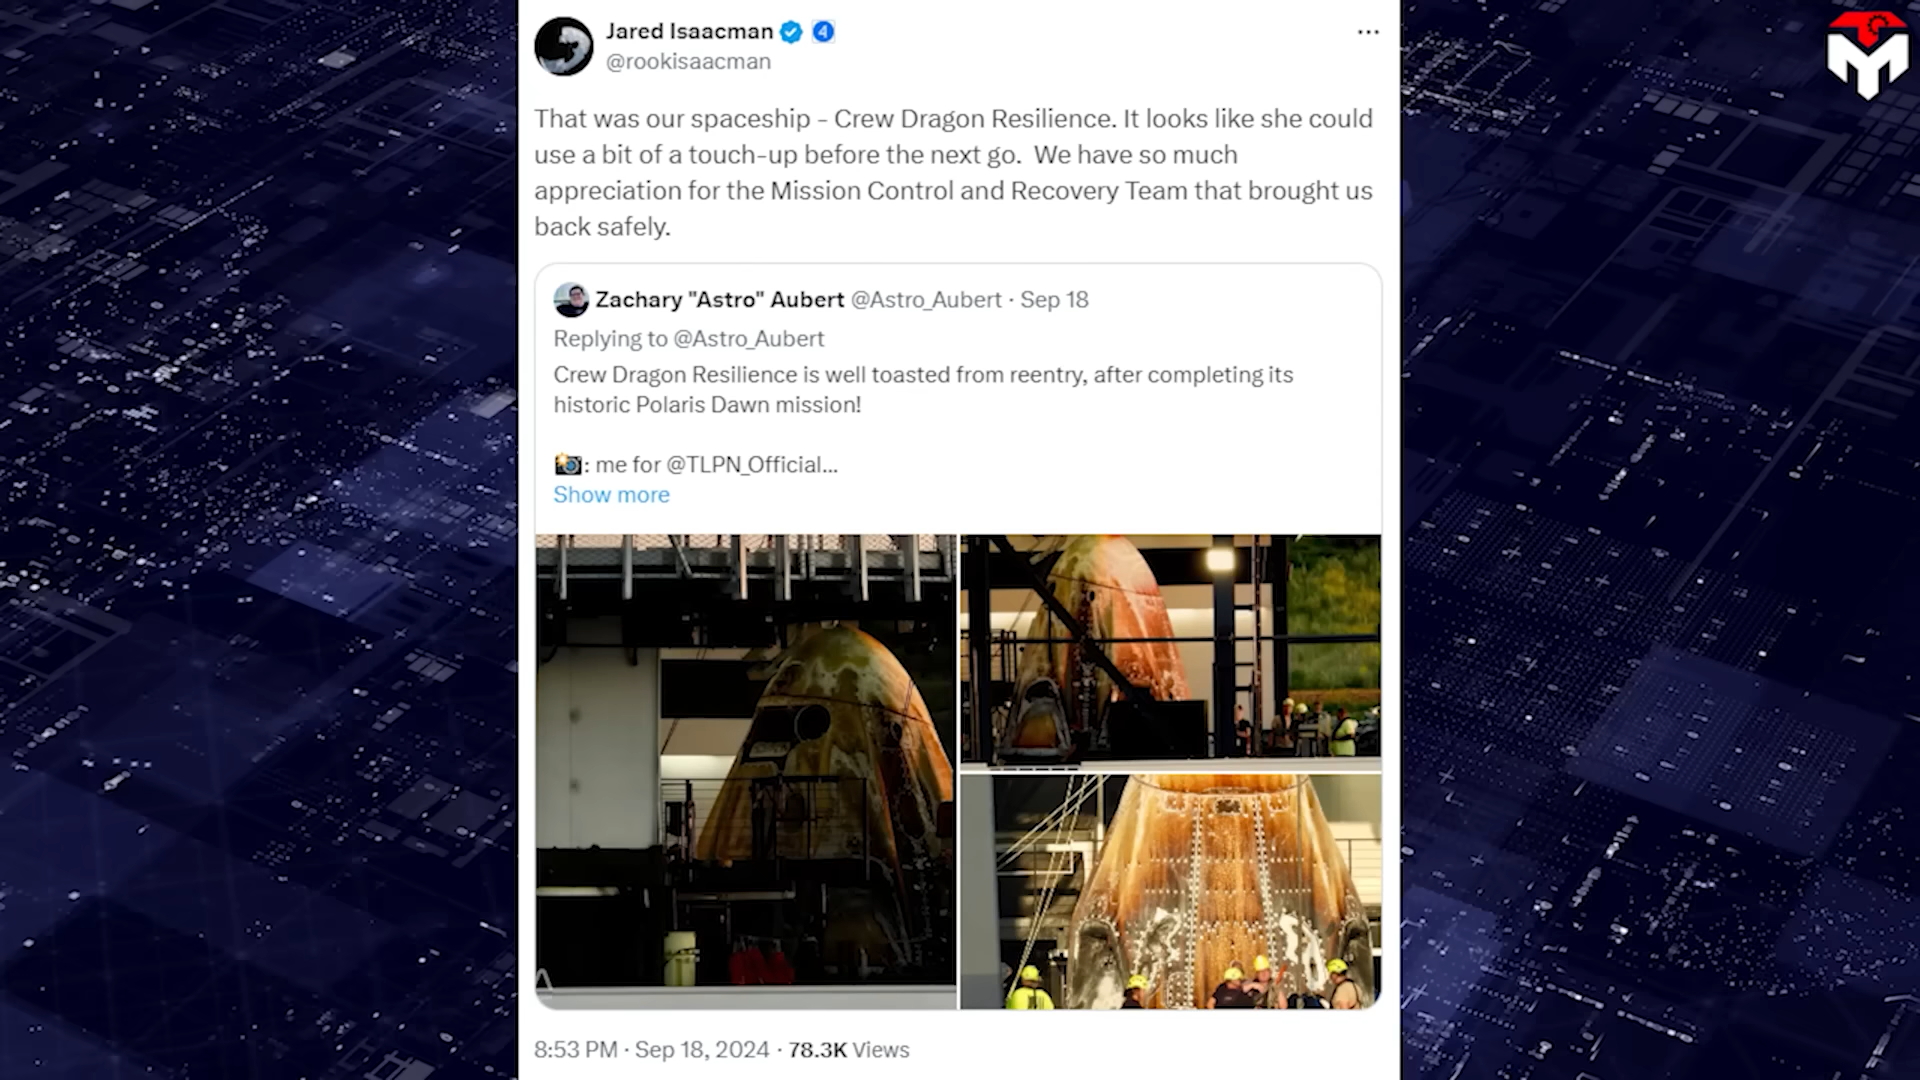 Jared Isaacman 4
@rookisaacman
That was our spaceship – Crew Dragon Resilience. It looks like she could
use a bit of a touch-up before the next go.  We have so much
appreciation for the Mission Control and Recovery Team that brought us
back safely.
Zachary "Astro" Aubert @Astro_Aubert · Sep 18
Replying to @Astro_Aubert
Crew Dragon Resilience is well toasted from reentry, after completing its
historic Polaris Dawn mission!
📸: me for @TLPN_Official...
Show more
8:53 PM · Sep 18, 2024 · 78.3K Views